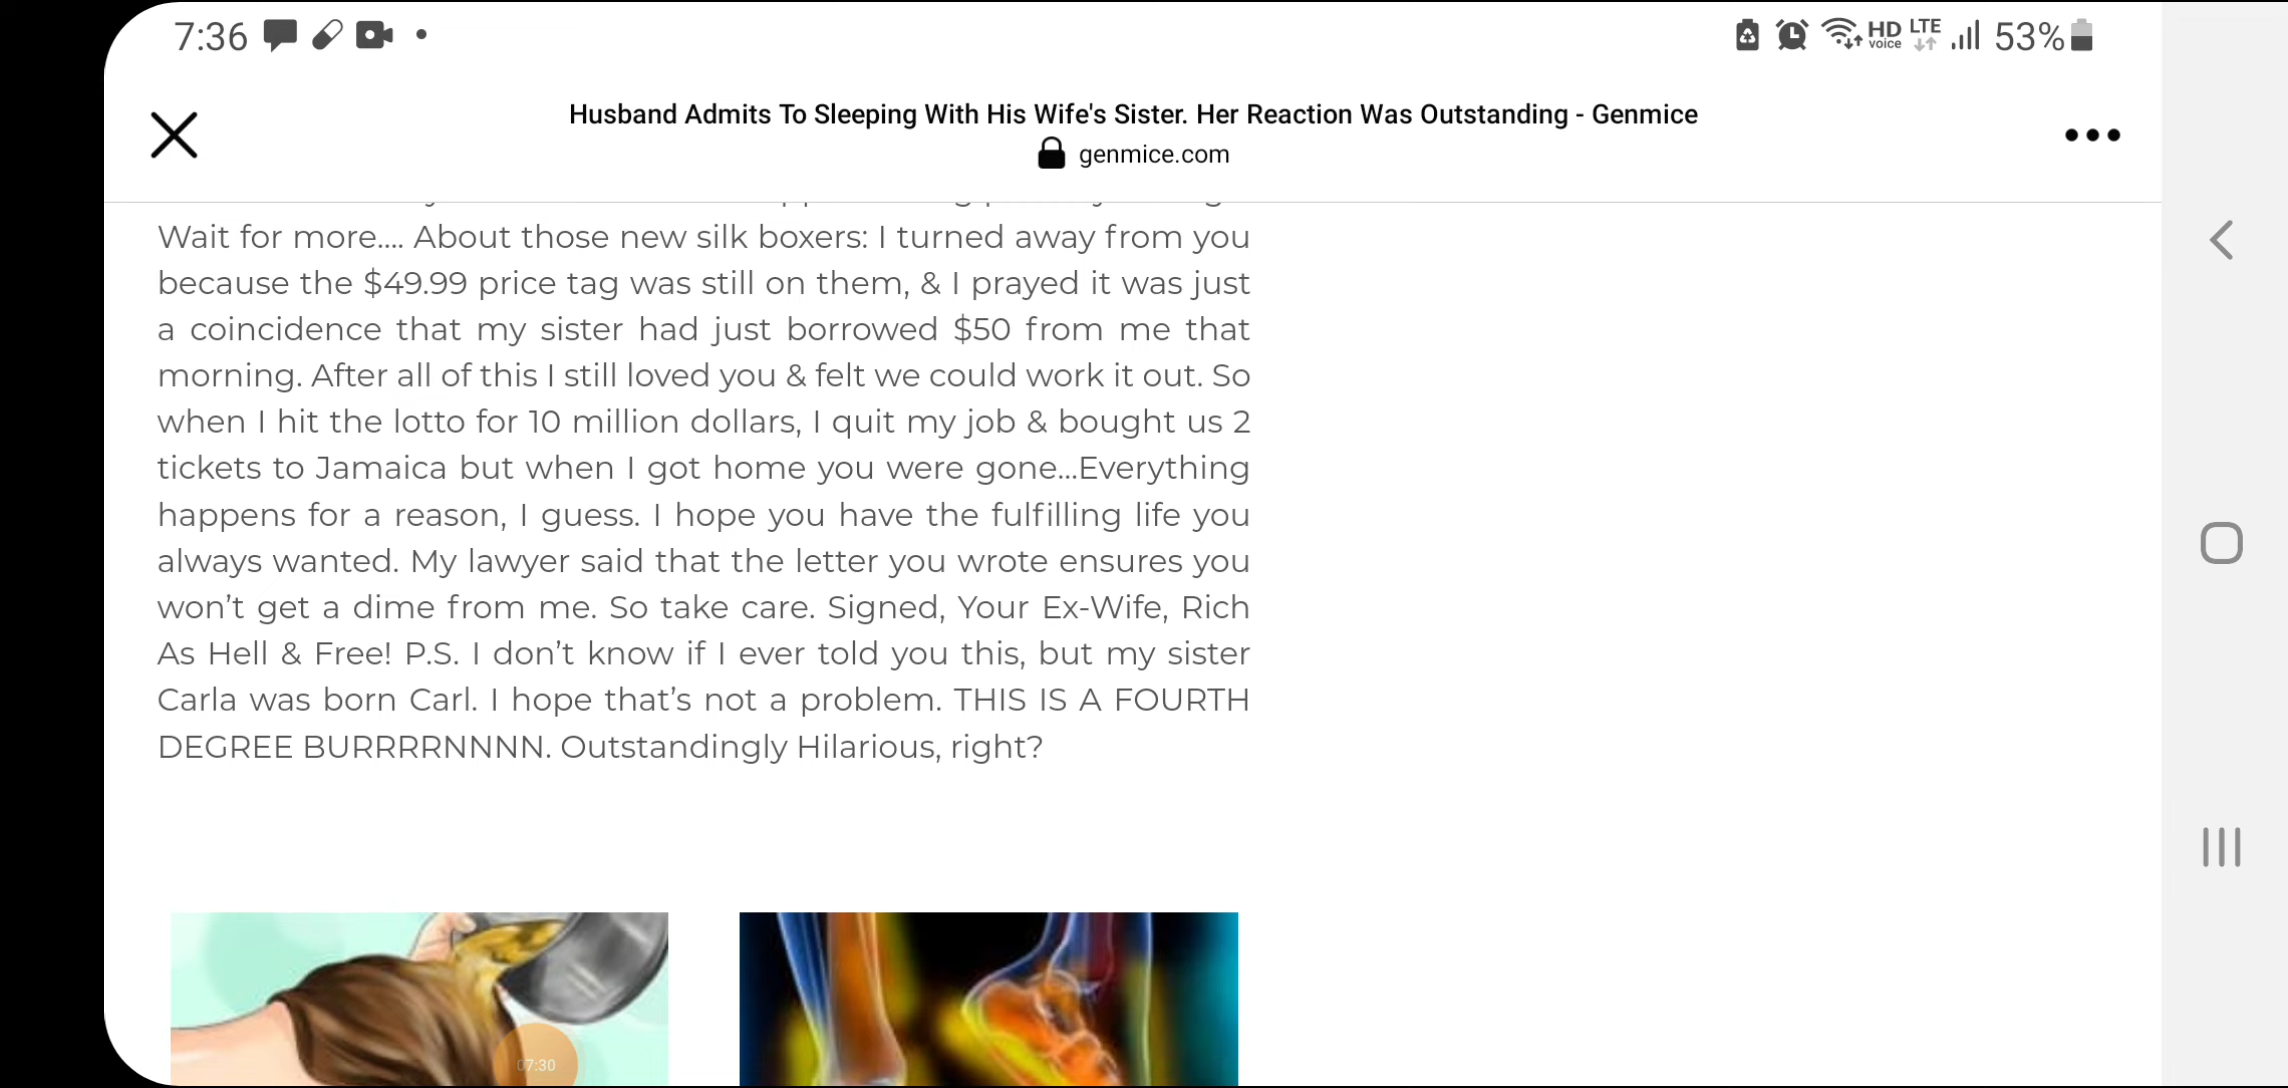 7:36
HD voice LTE 53%
Husband Admits To Sleeping With His Wife's Sister. Her Reaction Was Outstanding - Genmice
genmice.com
Wait for more.... About those new silk boxers: I turned away from you
because the $49.99 price tag was still on them, & I prayed it was just
a coincidence that my sister had just borrowed $50 from me that
morning. After all of this I still loved you & felt we could work it out. So
when I hit the lotto for 10 million dollars, I quit my job & bought us 2
tickets to Jamaica but when I got home you were gone...Everything
happens for a reason, I guess. I hope you have the fulfilling life you
always wanted. My lawyer said that the letter you wrote ensures you
won’t get a dime from me. So take care. Signed, Your Ex-Wife, Rich
As Hell & Free! P.S. I don’t know if I ever told you this, but my sister
Carla was born Carl. I hope that’s not a problem. THIS IS A FOURTH
DEGREE BURRRRNNNN. Outstandingly Hilarious, right?
07:30